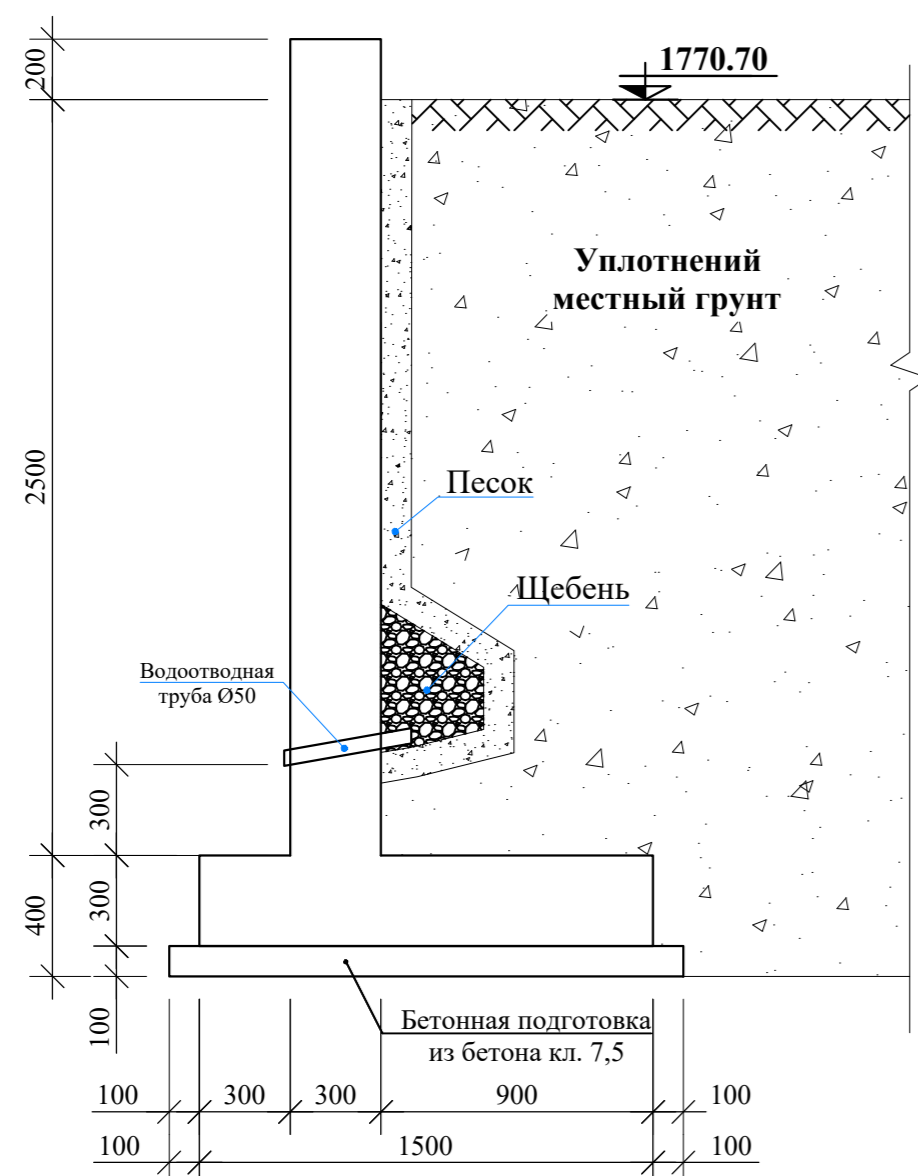 200
1770.70
Уплотнений
местный грунт
2500
Песок
Щебень
Водоотводная
труба Ø50
300
400
300
100
Бетонная подготовка
из бетона кл. 7,5
100 300 300 900 100
100 1500 100